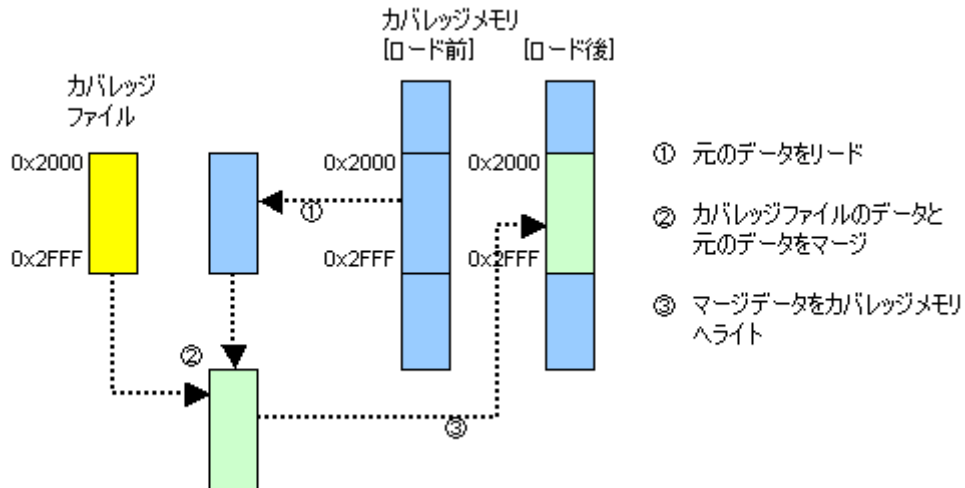 カバレッジメモリ
[ロード前]
[ロード後]
カバレッジ
ファイル
0x2000
0x2FFF
0x2000
0x2FFF
0x2000
0x2FFF
①
②
③
① 元のデータをリード
② カバレッジファイルのデータと
元のデータをマージ
③ マージデータをカバレッジメモリ
へライト